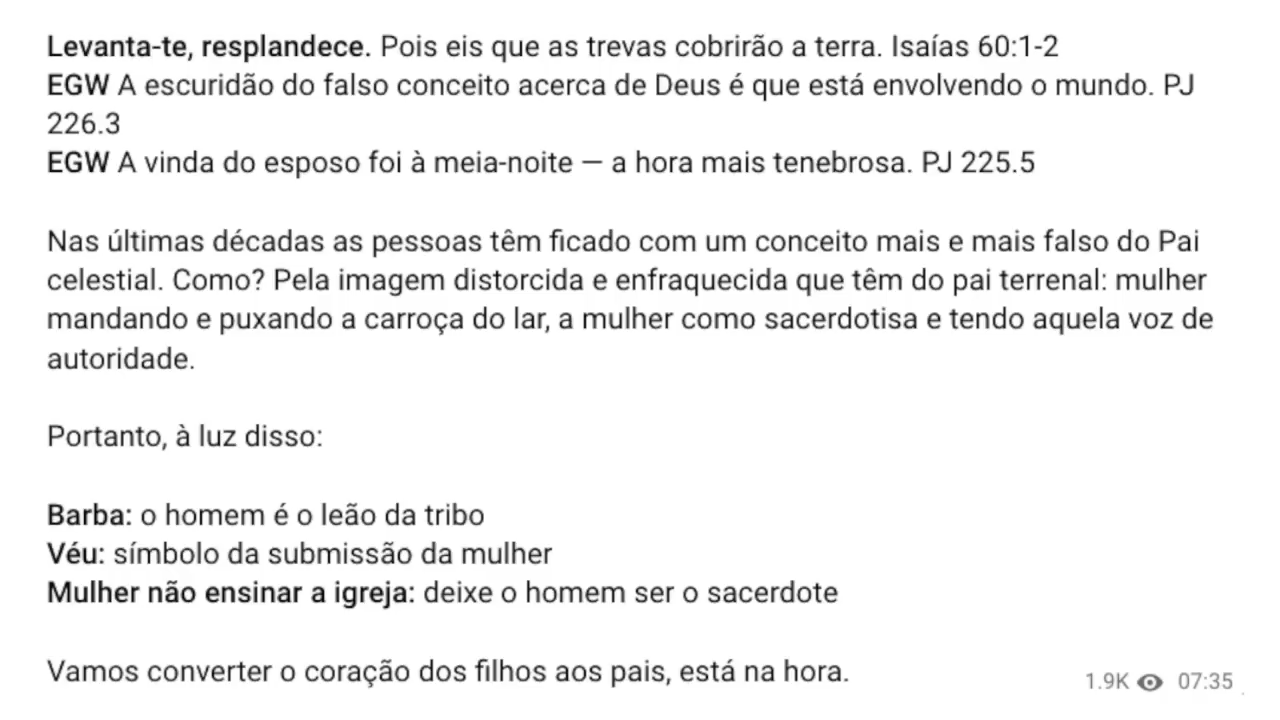 Levanta-te, resplandece. Pois eis que as trevas cobrirão a terra. Isaías 60:1-2
EGW A escuridão do falso conceito acerca de Deus é que está envolvendo o mundo. PJ
226.3
EGW A vinda do esposo foi à meia-noite — a hora mais tenebrosa. PJ 225.5
Nas últimas décadas as pessoas têm ficado com um conceito mais e mais falso do Pai
celestial. Como? Pela imagem distorcida e enfraquecida que têm do pai terrenal: mulher
mandando e puxando a carroça do lar, a mulher como sacerdotisa e tendo aquela voz de
autoridade.
Portanto, à luz disso:
Barba: o homem é o leão da tribo
Véu: símbolo da submissão da mulher
Mulher não ensinar a igreja: deixe o homem ser o sacerdote
Vamos converter o coração dos filhos aos pais, está na hora.
1.9K 07:35